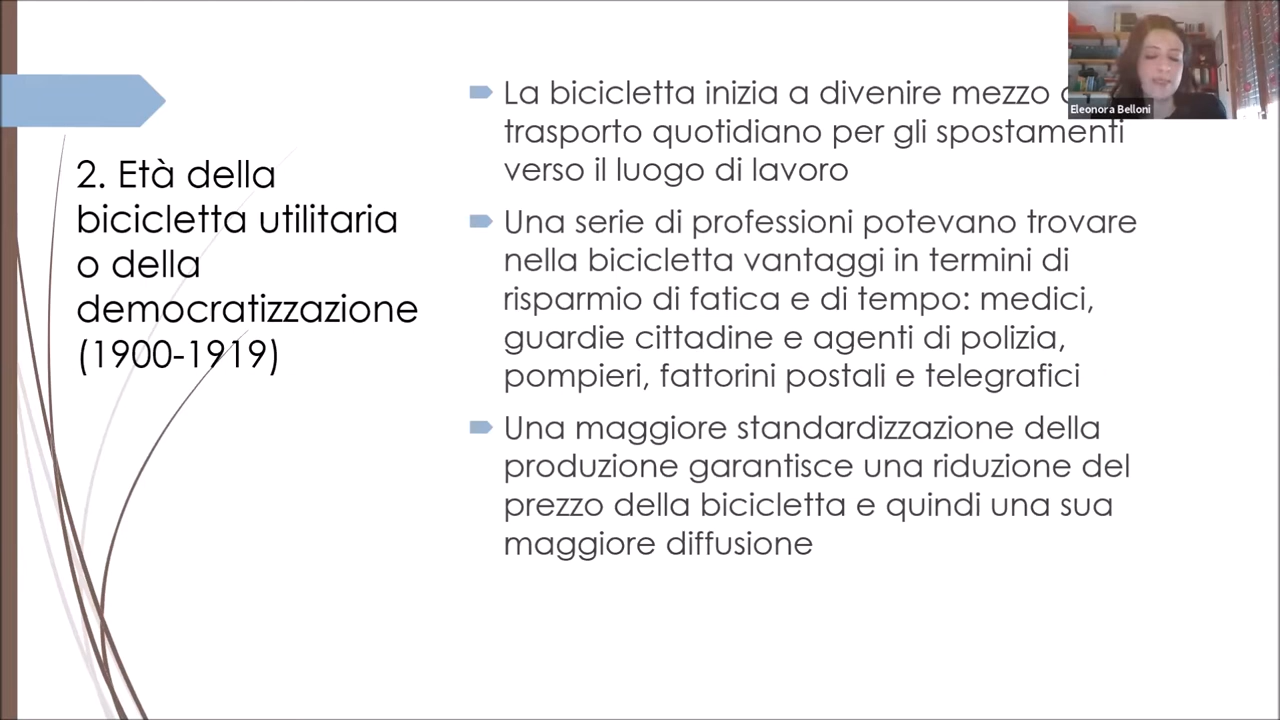 2. Età della
bicicletta utilitaria
o della
democratizzazione
(1900-1919)
La bicicletta inizia a divenire mezzo
trasporto quotidiano per gli spostamenti
verso il luogo di lavoro
Una serie di professioni potevano trovare
nella bicicletta vantaggi in termini di
risparmio di fatica e di tempo: medici,
guardie cittadine e agenti di polizia,
pompieri, fattorini postali e telegrafici
Una maggiore standardizzazione della
produzione garantisce una riduzione del
prezzo della bicicletta e quindi una sua
maggiore diffusione
Eleonora Belloni